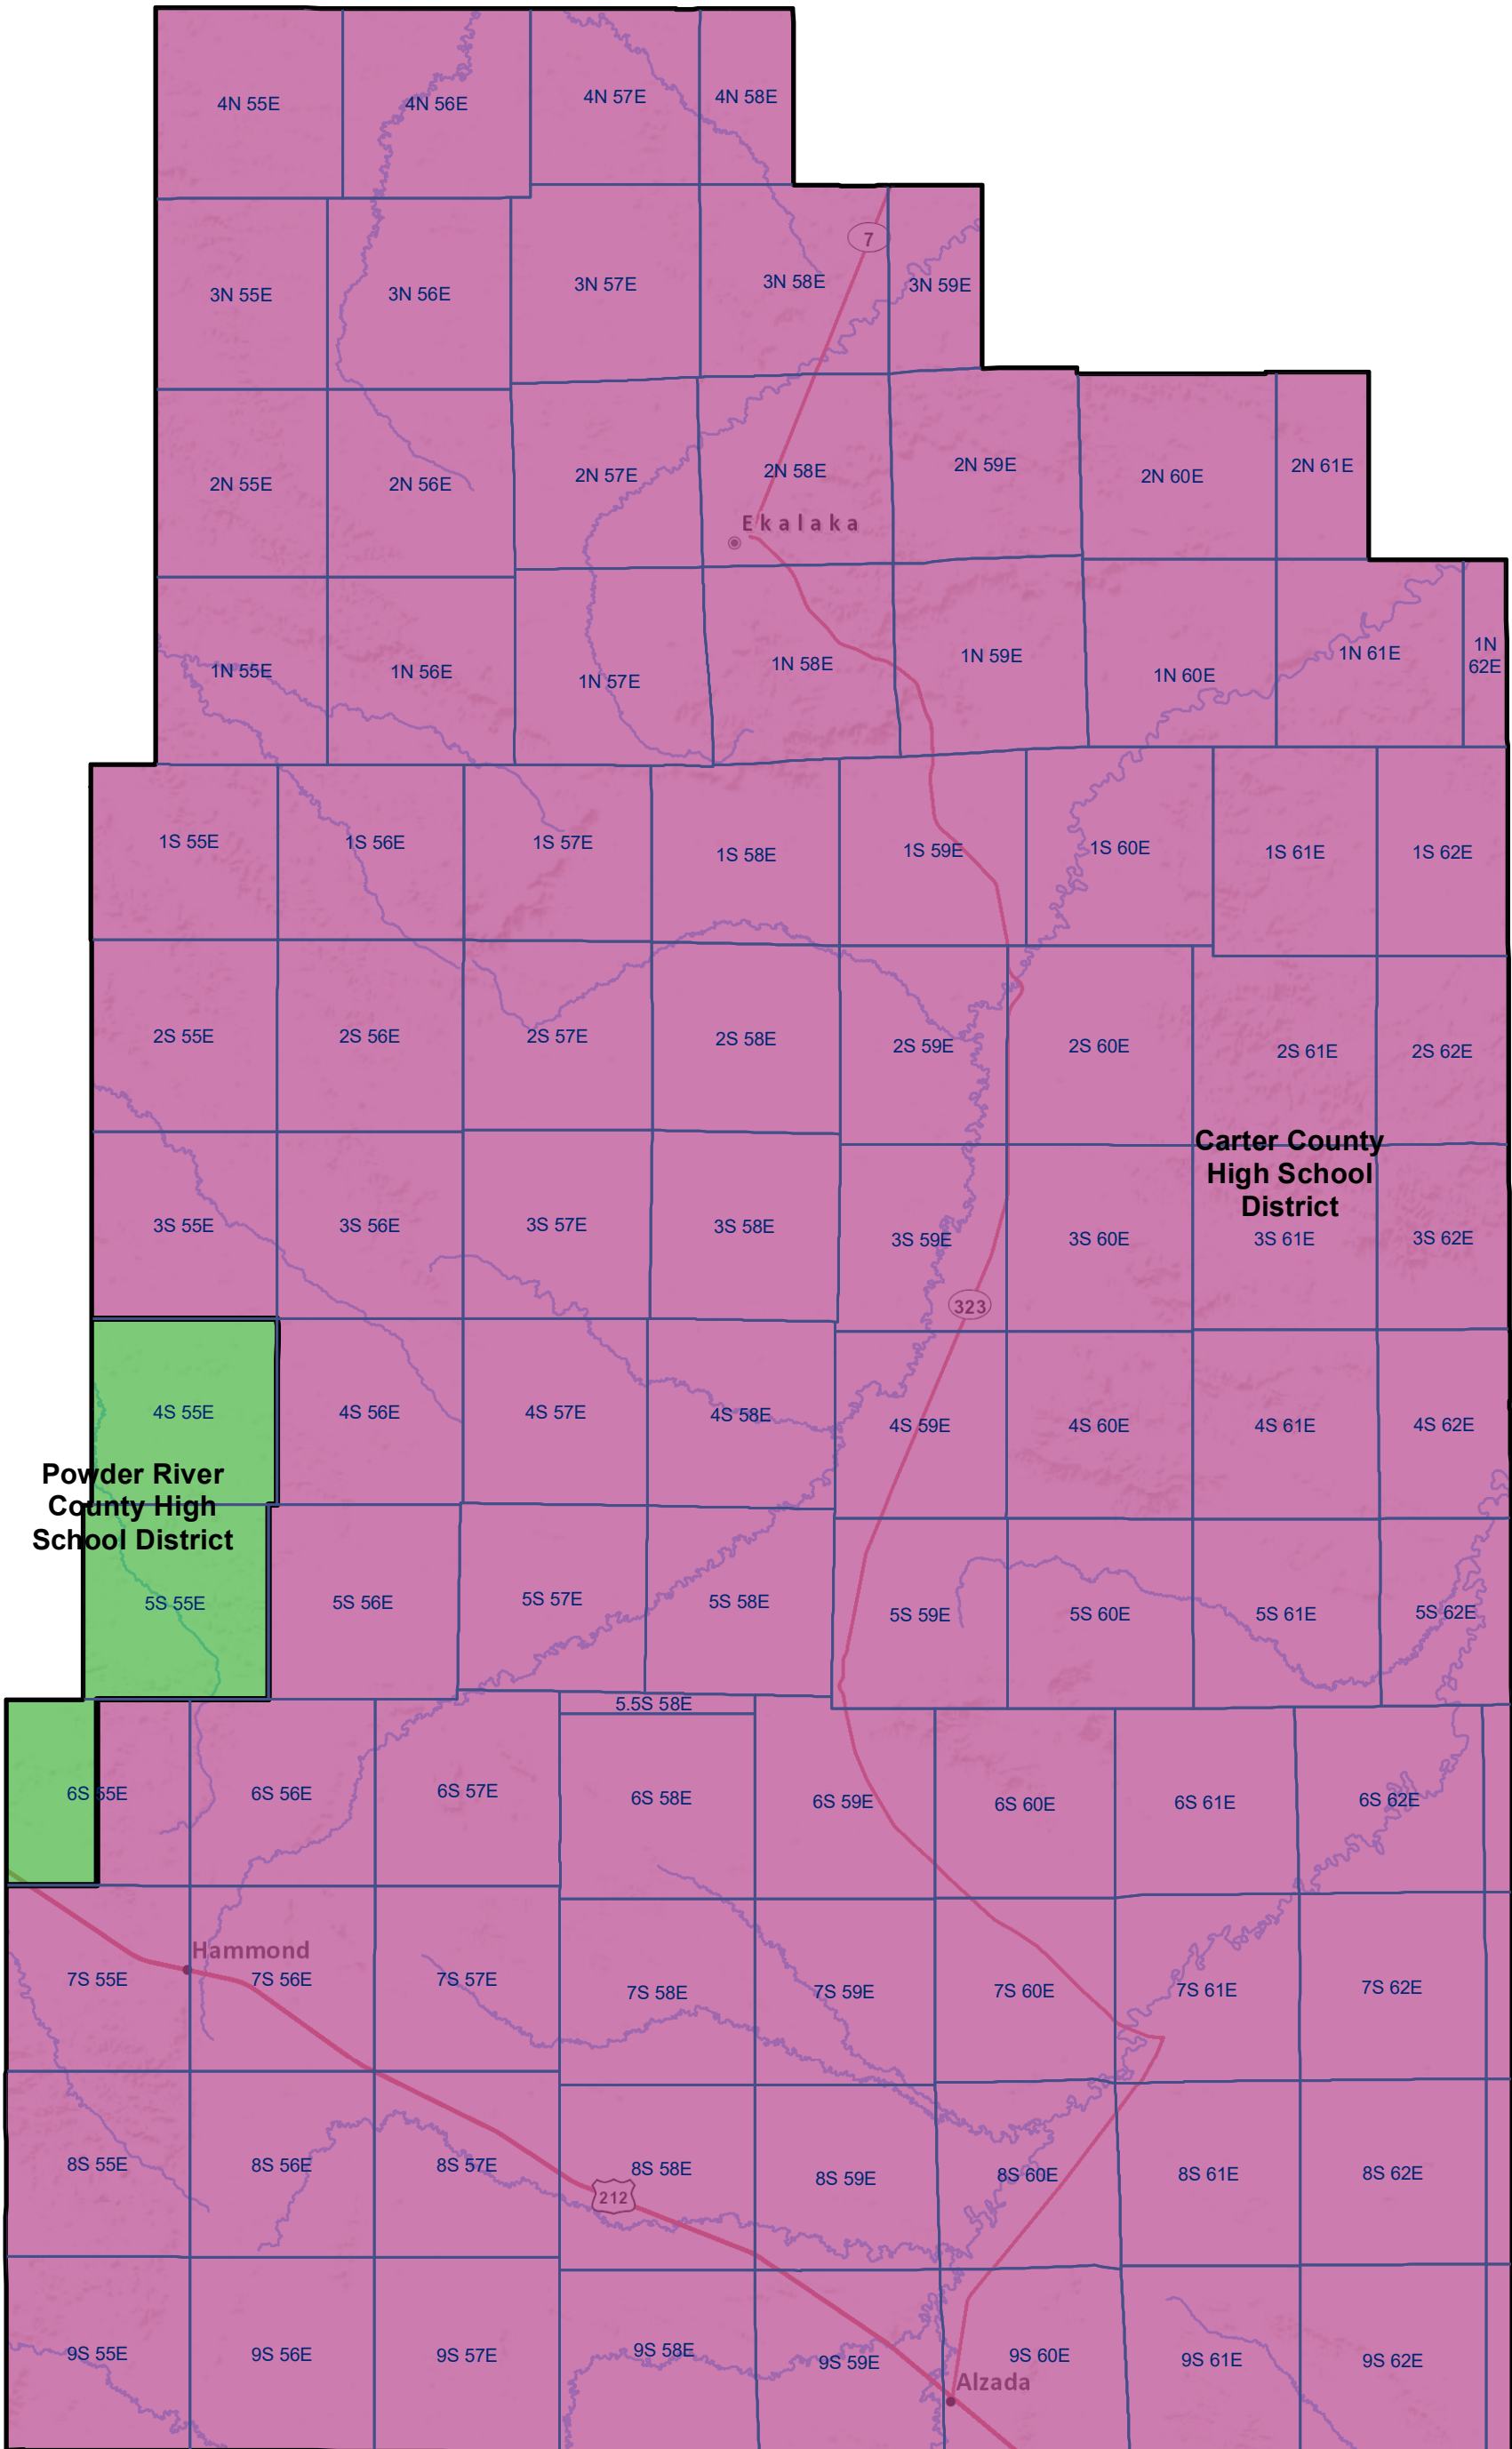 4N 55E
4N 56E
4N 57E
4N 58E
7
3N 55E
3N 56E
3N 57E
3N 58E
3N 59E
2N 55E
2N 56E
2N 57E
2N 58E
2N 59E
2N 60E
2N 61E
Ekalaka
1N 55E
1N 56E
1N 57E
1N 58E
1N 59E
1N 60E
1N 61E
1N
62E
1S 55E
1S 56E
1S 57E
1S 58E
1S 59E
1S 60E
1S 61E
1S 62E
2S 55E
2S 56E
2S 57E
2S 58E
2S 59E
2S 60E
2S 61E
2S 62E
Carter County
High School
District
3S 55E
3S 56E
3S 57E
3S 58E
3S 59E
3S 60E
3S 61E
3S 62E
323
4S 55E
4S 56E
4S 57E
4S 58E
4S 59E
4S 60E
4S 61E
4S 62E
Powder River
County High
School District
5S 55E
5S 56E
5S 57E
5S 58E
5S 59E
5S 60E
5S 61E
5S 62E
5.5S 58E
6S 55E
6S 56E
6S 57E
6S 58E
6S 59E
6S 60E
6S 61E
6S 62E
Hammond
7S 55E
7S 56E
7S 57E
7S 58E
7S 59E
7S 60E
7S 61E
7S 62E
8S 55E
8S 56E
8S 57E
8S 58E
8S 59E
8S 60E
8S 61E
8S 62E
212
9S 55E
9S 56E
9S 57E
9S 58E
9S 59E
9S 60E
9S 61E
9S 62E
Alzada